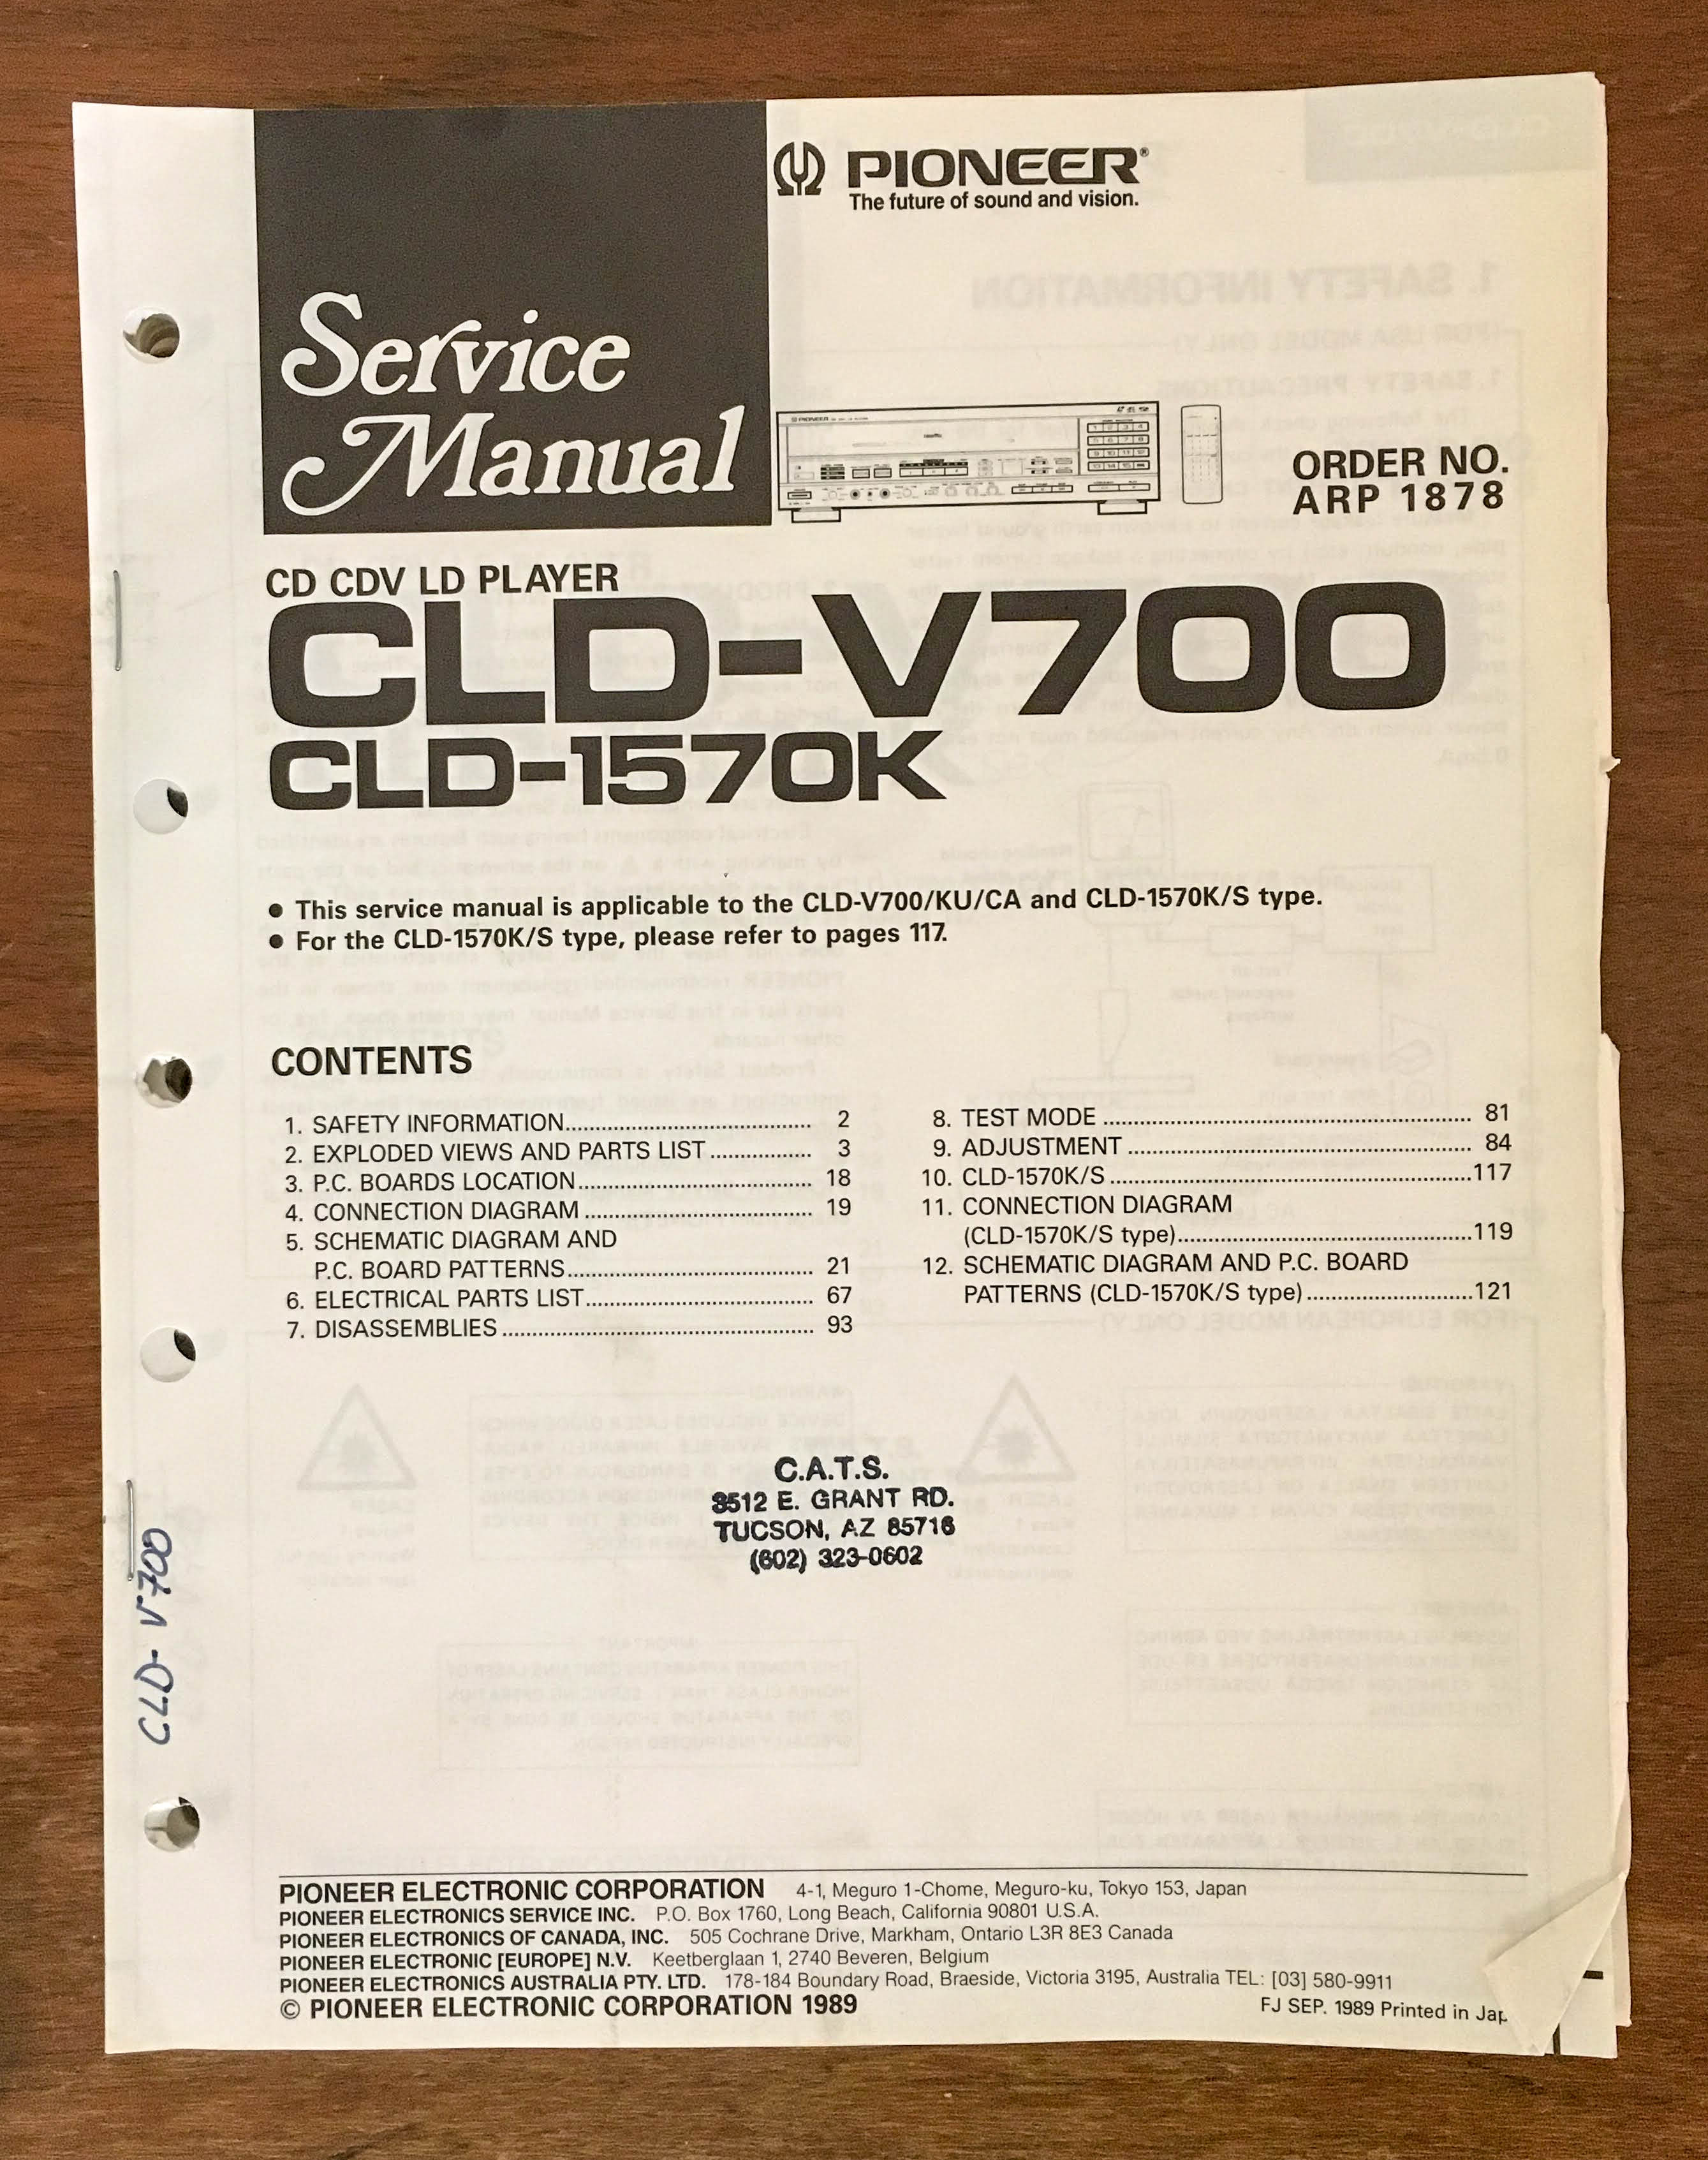 PIONEER®
The future of sound and vision.
Service
Manual
PIONEER
ORDER NO.
ARP 1878
CD CDV LD PLAYER
CLD-V700
CLD-1570K
● This service manual is applicable to the CLD-V700/KU/CA and CLD-1570K/S type.
● For the CLD-1570K/S type, please refer to pages 117.
CONTENTS
1. SAFETY INFORMATION........................................ 2
2. EXPLODED VIEWS AND PARTS LIST ................. 3
3. P.C. BOARDS LOCATION...................................... 18
4. CONNECTION DIAGRAM ..................................... 19
5. SCHEMATIC DIAGRAM AND
P.C. BOARD PATTERNS........................................ 21
6. ELECTRICAL PARTS LIST..................................... 67
7. DISASSEMBLIES ................................................... 93
8. TEST MODE ............................................................ 81
9. ADJUSTMENT ........................................................ 84
10. CLD-1570K/S ...........................................................117
11. CONNECTION DIAGRAM
(CLD-1570K/S type)................................................119
12. SCHEMATIC DIAGRAM AND P.C. BOARD
PATTERNS (CLD-1570K/S type) ...........................121
C.A.T.S.
8512 E. GRANT RD.
TUCSON, AZ 85716
(602) 323-0602
CLD-V700
PIONEER ELECTRONIC CORPORATION 4-1, Meguro 1-Chome, Meguro-ku, Tokyo 153, Japan
PIONEER ELECTRONICS SERVICE INC. P.O. Box 1760, Long Beach, California 90801 U.S.A.
PIONEER ELECTRONICS OF CANADA, INC. 505 Cochrane Drive, Markham, Ontario L3R 8E3 Canada
PIONEER ELECTRONIC [EUROPE] N.V. Keetberglaan 1, 2740 Beveren, Belgium
PIONEER ELECTRONICS AUSTRALIA PTY. LTD. 178-184 Boundary Road, Braeside, Victoria 3195, Australia TEL: [03] 580-9911
© PIONEER ELECTRONIC CORPORATION 1989
FJ SEP. 1989 Printed in Jap